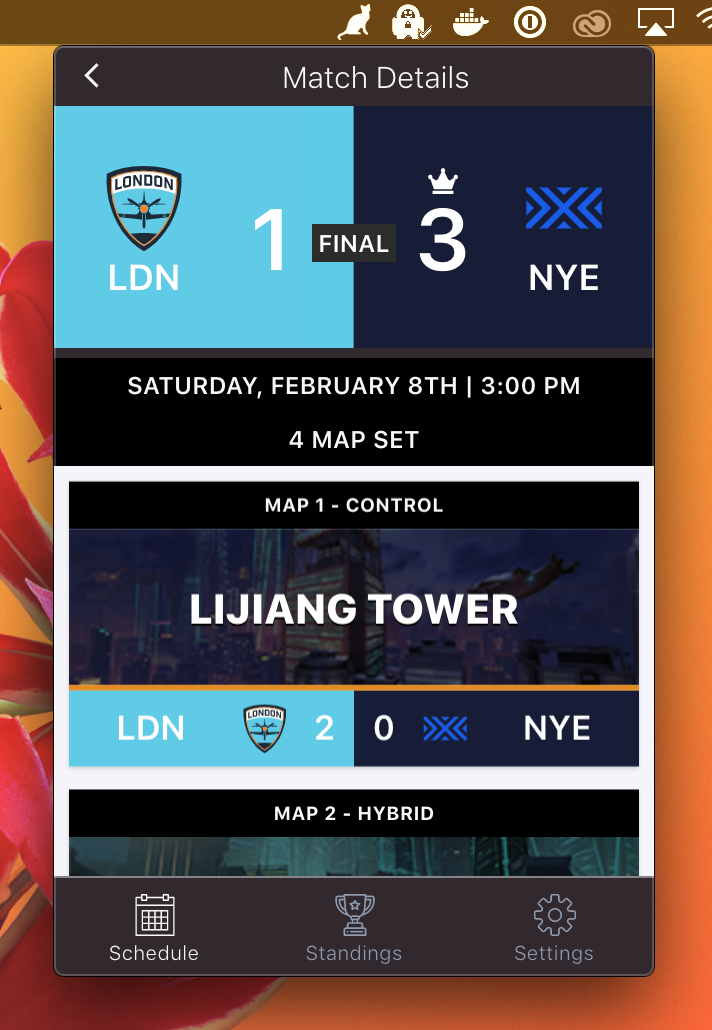 Match Details
LONDON
LDN
1
FINAL
3
NYE
SATURDAY, FEBRUARY 8TH | 3:00 PM
4 MAP SET
MAP 1 - CONTROL
LIJIANG TOWER
LDN LONDON 2 0 NYE
MAP 2 - HYBRID
Schedule Standings Settings